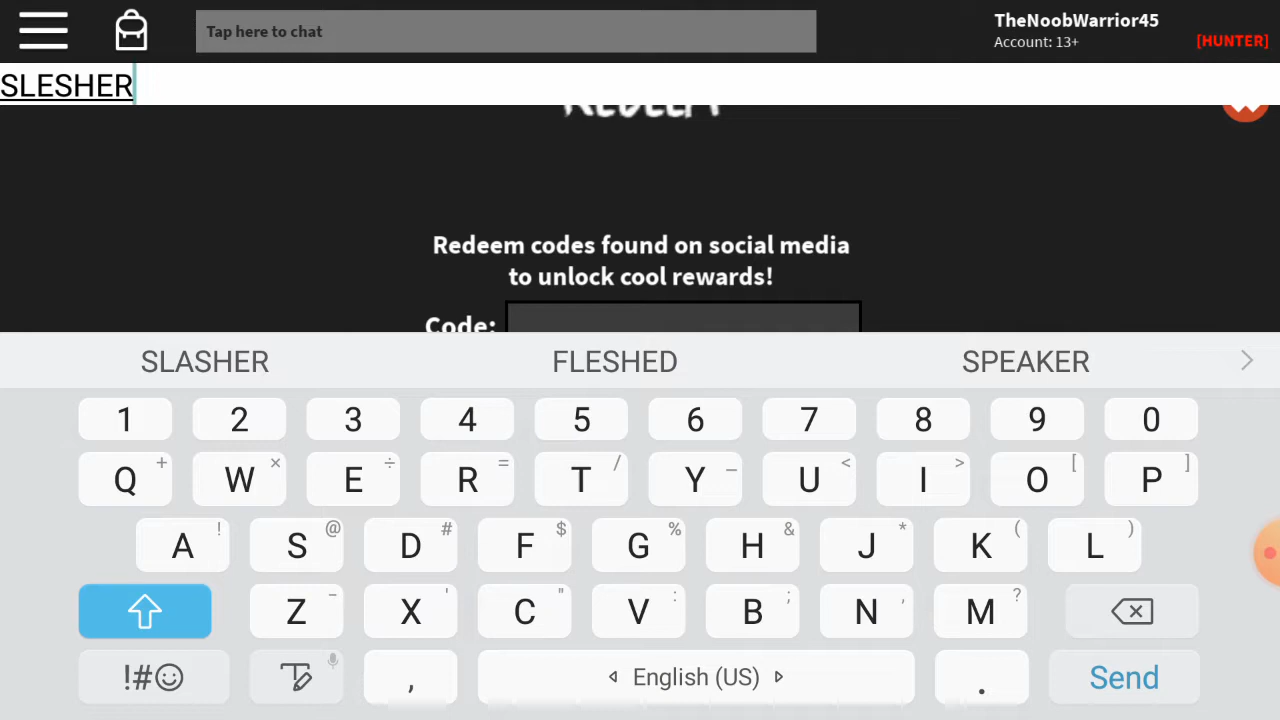 Tap here to chat
TheNoobWarrior45
Account: 13+
[HUNTER]
SLESHER
REDEEM
Redeem codes found on social media
to unlock cool rewards!
Code:
SLASHER FLESHED SPEAKER
1 2 3 4 5 6 7 8 9 0
Q + W × E ÷ R = T / Y _ U < I > O [ P ]
A ! S @ D # F $ G % H & J * K ( L )
Z - X ' C " V : B ; N , M ?
!#☺ , English (US) . Send